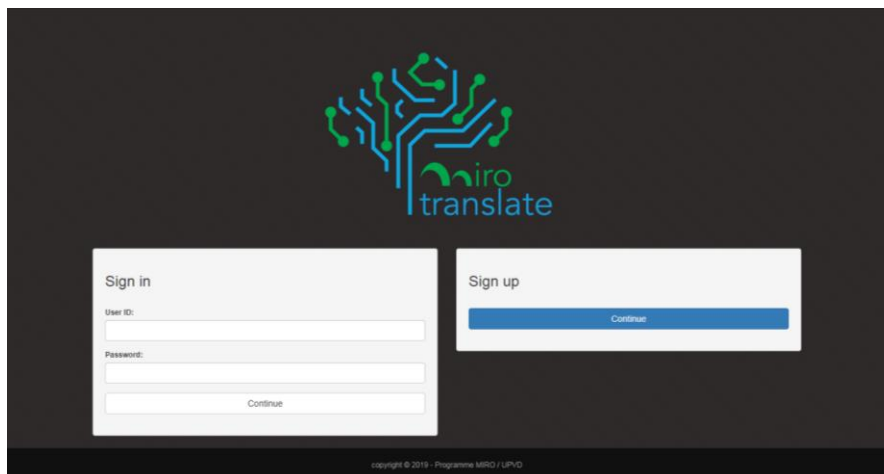 miro
translate
Sign in
User ID:
Password:
Continue
Sign up
Continue
copyright © 2019 - Programme MIRO / UPVD